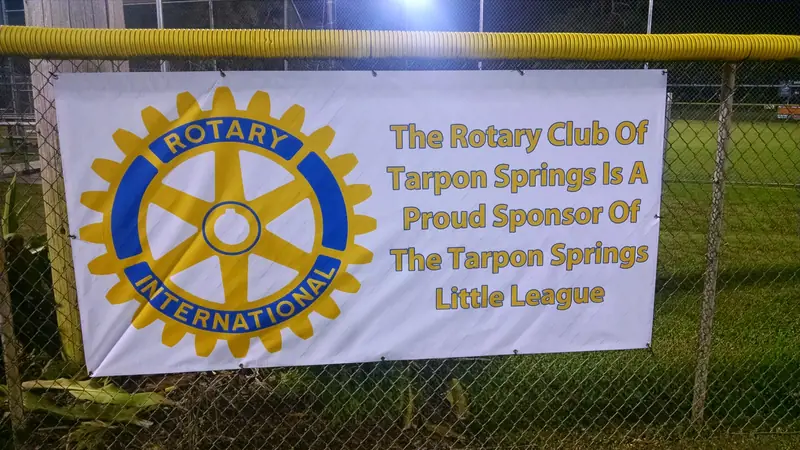 ROTARY
INTERNATIONAL
The Rotary Club Of
Tarpon Springs Is A
Proud Sponsor Of
The Tarpon Springs
Little League